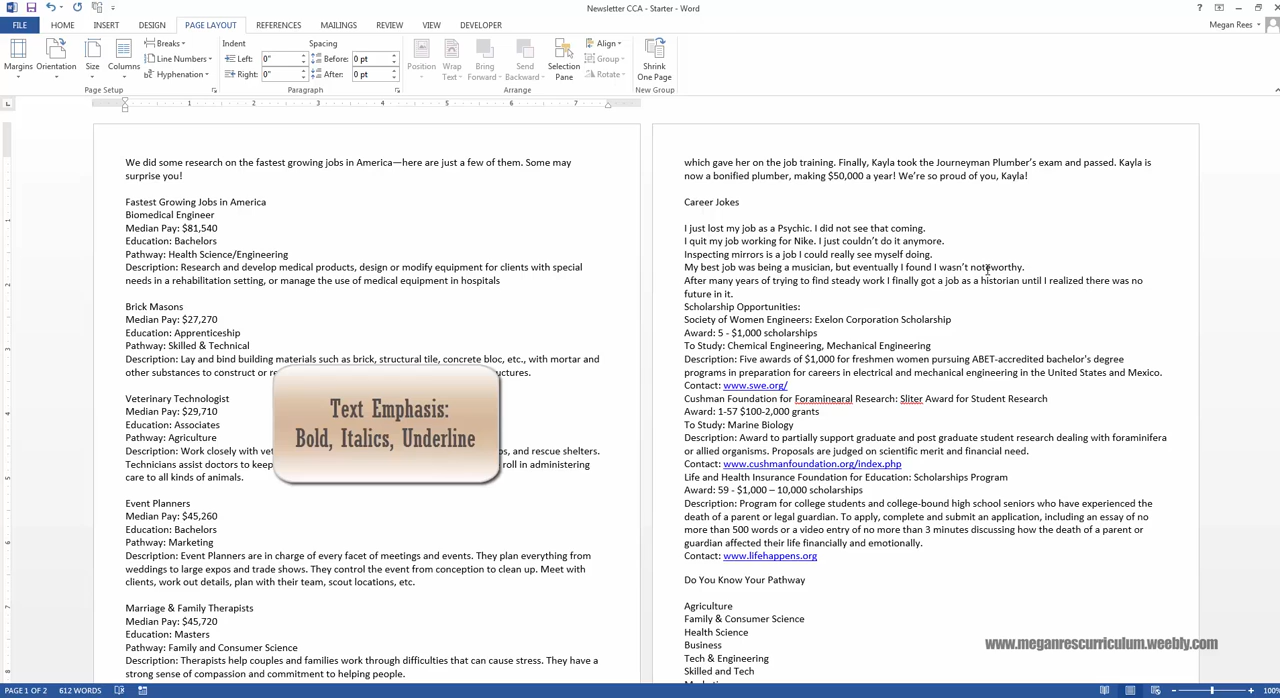 Newsletter CCA - Starter - Word
FILE HOME INSERT DESIGN PAGE LAYOUT REFERENCES MAILINGS REVIEW VIEW DEVELOPER
Megan Rees
Margins Orientation Size Columns
Breaks
Line Numbers
Hyphenation
Page Setup
Indent
Left: 0"
Right: 0"
Spacing
Before: 0 pt
After: 0 pt
Paragraph
Position
Wrap Text
Bring Forward
Send Backward
Selection Pane
Align
Group
Rotate
Arrange
Shrink One Page
New Group
1 2 3 4 5 6 7
We did some research on the fastest growing jobs in America—here are just a few of them. Some may
surprise you!
Fastest Growing Jobs in America
Biomedical Engineer
Median Pay: $81,540
Education: Bachelors
Pathway: Health Science/Engineering
Description: Research and develop medical products, design or modify equipment for clients with special
needs in a rehabilitation setting, or manage the use of medical equipment in hospitals
Brick Masons
Median Pay: $27,270
Education: Apprenticeship
Pathway: Skilled & Technical
Description: Lay and bind building materials such as brick, structural tile, concrete bloc, etc., with mortar and
other substances to construct or
Veterinary Technologist
Median Pay: $29,710
Education: Associates
Pathway: Agriculture
Description: Work closely with and rescue shelters.
Technicians assist doctors to keep roll in administering
care to all kinds of animals.
Event Planners
Median Pay: $45,260
Education: Bachelors
Pathway: Marketing
Description: Event Planners are in charge of every facet of meetings and events. They plan everything from
weddings to large expos and trade shows. They control the event from conception to clean up. Meet with
clients, work out details, plan with their team, scout locations, etc.
Marriage & Family Therapists
Median Pay: $45,720
Education: Masters
Pathway: Family and Consumer Science
Description: Therapists help couples and families work through difficulties that can cause stress. They have a
strong sense of compassion and commitment to helping people.
Text Emphasis:
Bold, Italics, Underline
which gave her on the job training. Finally, Kayla took the Journeyman Plumber's exam and passed. Kayla is
now a bonified plumber, making $50,000 a year! We're so proud of you, Kayla!
Career Jokes
I just lost my job as a Psychic. I did not see that coming.
I quit my job working for Nike. I just couldn't do it anymore.
Inspecting mirrors is a job I could really see myself doing.
My best job was being a musician, but eventually I found I wasn't noteworthy.
After many years of trying to find steady work I finally got a job as a historian until I realized there was no
future in it.
Scholarship Opportunities:
Society of Women Engineers: Exelon Corporation Scholarship
Award: 5 - $1,000 scholarships
To Study: Chemical Engineering, Mechanical Engineering
Description: Five awards of $1,000 for freshmen women pursuing ABET-accredited bachelor's degree
programs in preparation for careers in electrical and mechanical engineering in the United States and Mexico.
Contact: www.swe.org/
Cushman Foundation for Foraminearal Research: Sliter Award for Student Research
Award: 1-57 $100-2,000 grants
To Study: Marine Biology
Description: Award to partially support graduate and post graduate student research dealing with foraminifera
or allied organisms. Proposals are judged on scientific merit and financial need.
Contact: www.cushmanfoundation.org/index.php
Life and Health Insurance Foundation for Education: Scholarships Program
Award: 59 - $1,000 – 10,000 scholarships
Description: Program for college students and college-bound high school seniors who have experienced the
death of a parent or legal guardian. To apply, complete and submit an application, including an essay of no
more than 500 words or a video entry of no more than 3 minutes discussing how the death of a parent or
guardian affected their life financially and emotionally.
Contact: www.lifehappens.org
Do You Know Your Pathway
Agriculture
Family & Consumer Science
Health Science
Business
Tech & Engineering
Skilled and Tech
www.meganrescurriculum.weebly.com
PAGE 1 OF 2 612 WORDS
100%